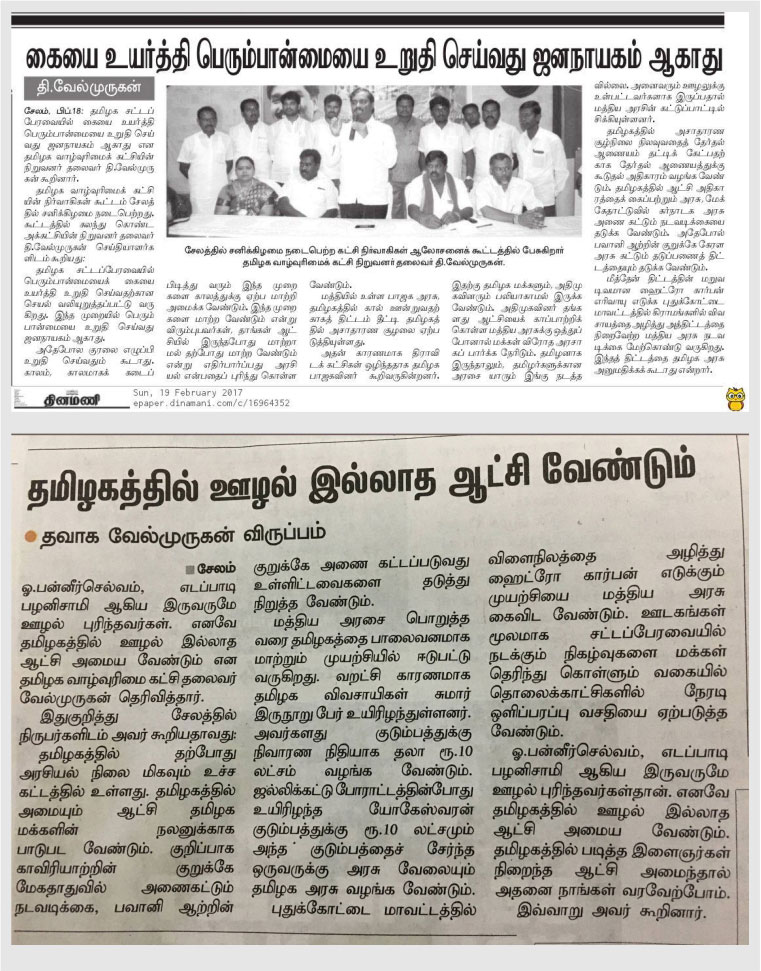 கையை உயர்த்தி பெரும்பான்மையை உறுதி செய்வது ஜனநாயகம் ஆகாது
தி.வேல்முருகன்
சேலம், பிப்.18: தமிழக சட்டப்
பேரவையில் கையை உயர்த்தி
பெரும்பான்மையை உறுதி செய்
வது ஜனநாயகம் ஆகாது என
தமிழக வாழ்வுரிமைக் கட்சியின்
நிறுவன தலைவர் தி.வேல்முரு
கன் கூறினார்.
தமிழக வாழ்வுரிமைக் கட்சி
யின் நிர்வாகிகள் கூட்டம் சேலத்
தில் சனிக்கிழமை நடைபெற்றது.
கூட்டத்தில் கலந்து கொண்ட
அக்கட்சியின் நிறுவன தலைவர்
தி.வேல்முருகன் செய்தியாளர்க
ளிடம் கூறியது:
தமிழக சட்டப்பேரவையில்
பெரும்பான்மையைக் கையை
உயர்த்தி உறுதி செய்வதற்கான
செயல் வலியுறுத்தப்பட்டு வரு
கிறது. இந்த முறையில் பெரும்
பான்மையை உறுதி செய்வது
ஜனநாயகம் ஆகாது.
அதேபோல குரலை எழுப்பி
உறுதி செய்வதும் கூடாது.
காலம், காலமாகக் கடைப்
சேலத்தில் சனிக்கிழமை நடைபெற்ற கட்சி நிர்வாகிகள் ஆலோசனைக் கூட்டத்தில் பேசுகிறார்
தமிழக வாழ்வுரிமைக் கட்சி நிறுவனர் தலைவர் தி.வேல்முருகன்.
பிடித்து வரும் இந்த முறை
களை காலத்துக்கு ஏற்ப மாற்றி
அமைக்க வேண்டும். இந்த முறை
களை மாற்ற வேண்டும் என்று
விரும்புபவர்கள், தாங்கள் ஆட்
சியில் இருந்தபோது மாற்றா
மல் தற்போது மாற்ற வேண்டும்
என்று எதிர்பார்ப்பது அரசி
யல் என்பதைப் புரிந்து கொள்ள
வேண்டும்.
மத்தியில் உள்ள பாஜக அரசு,
தமிழகத்தில் கால் ஊன்றுவதற்
காகத் திட்டம் தீட்டி தமிழகத்
தில் அசாதாரண சூழலை ஏற்ப
டுத்தியுள்ளது.
அதன் காரணமாக திராவி
டக் கட்சிகள் ஒழிந்ததாக தமிழக
பாஜகவினர் கூறிவருகின்றனர்.
இதற்கு தமிழக மக்களும், அதிமு
கவினரும் பலியாகாமல் இருக்க
வேண்டும். அதிமுகவினர் தங்க
ளது ஆட்சியைக் காப்பாற்றிக்
கொள்ள மத்திய அரசுக்கு ஒத்துப்
போனால் மக்கள் விரோத அரசா
கப் பார்க்க நேரிடும். தமிழனாக
இருந்தாலும், தமிழர்களுக்கான
அரசை யாரும் இங்கு நடத்த
வில்லை. அனைவரும் ஊழலுக்கு
உள்பட்டவர்களாக இருப்பதால்
மத்திய அரசின் கட்டுப்பாட்டில்
சிக்கியுள்ளனர்.
தமிழகத்தில் அசாதாரண
சூழ்நிலை நிலவுவதைத் தேர்தல்
ஆணையம் தட்டிக் கேட்பதற்
காக தேர்தல் ஆணையத்துக்கு
கூடுதல் அதிகாரம் வழங்க வேண்
டும். தமிழகத்தில் ஆட்சி அதிகா
ரத்தைக் கைப்பற்றும் அரசு, மேக்
கேதாட்டுவில் கர்நாடக அரசு
அணை கட்டும் நடவடிக்கையை
தடுக்க வேண்டும். அதேபோல்
பவானி ஆற்றின் குறுக்கே கேரள
அரசு கட்டும் தடுப்பணைத் திட்
டத்தையும் தடுக்க வேண்டும்.
மீத்தேன் திட்டத்தின் மறுவ
டிவமான ஹைட்ரோ கார்பன்
எரிவாயு எடுக்க புதுக்கோட்டை
மாவட்டத்தில் கிராமங்களில் விவ
சாயத்தை அழித்து அத்திட்டத்தை
நிறைவேற்ற மத்திய அரசு நடவ
டிக்கை மேற்கொண்டு வருகிறது.
இந்தத் திட்டத்தை தமிழக அரசு
அனுமதிக்கக் கூடாது என்றார்.
தினமணி
Sun, 19 February 2017
epaper.dinamani.com/c/16964352
தமிழகத்தில் ஊழல் இல்லாத ஆட்சி வேண்டும்
● தவாக வேல்முருகன் விருப்பம்
■ சேலம்
ஓ.பன்னீர்செல்வம், எடப்பாடி
பழனிசாமி ஆகிய இருவருமே
ஊழல் புரிந்தவர்கள். எனவே
தமிழகத்தில் ஊழல் இல்லாத
ஆட்சி அமைய வேண்டும் என
தமிழக வாழ்வுரிமை கட்சி தலைவர்
வேல்முருகன் தெரிவித்தார்.
இதுகுறித்து சேலத்தில்
நிருபர்களிடம் அவர் கூறியதாவது:
தமிழகத்தில் தற்போது
அரசியல் நிலை மிகவும் உச்ச
கட்டத்தில் உள்ளது. தமிழகத்தில்
அமையும் ஆட்சி தமிழக
மக்களின் நலனுக்காக
பாடுபட வேண்டும். குறிப்பாக
காவிரியாற்றின் குறுக்கே
மேகதாதுவில் அணைகட்டும்
நடவடிக்கை, பவானி ஆற்றின்
குறுக்கே அணை கட்டப்படுவது
உள்ளிட்டவைகளை தடுத்து
நிறுத்த வேண்டும்.
மத்திய அரசை பொறுத்த
வரை தமிழகத்தை பாலைவனமாக
மாற்றும் முயற்சியில் ஈடுபட்டு
வருகிறது. வறட்சி காரணமாக
தமிழக விவசாயிகள் சுமார்
இருநூறு பேர் உயிரிழந்துள்ளனர்.
அவர்களது குடும்பத்துக்கு
நிவாரண நிதியாக தலா ரூ.10
லட்சம் வழங்க வேண்டும்.
ஜல்லிக்கட்டு போராட்டத்தின்போது
உயிரிழந்த யோகேஸ்வரன்
குடும்பத்துக்கு ரூ.10 லட்சமும்
அந்த குடும்பத்தைச் சேர்ந்த
ஒருவருக்கு அரசு வேலையும்
தமிழக அரசு வழங்க வேண்டும்.
புதுக்கோட்டை மாவட்டத்தில்
விளைநிலத்தை அழித்து
ஹைட்ரோ கார்பன் எடுக்கும்
முயற்சியை மத்திய அரசு
கைவிட வேண்டும். ஊடகங்கள்
மூலமாக சட்டப்பேரவையில்
நடக்கும் நிகழ்வுகளை மக்கள்
தெரிந்து கொள்ளும் வகையில்
தொலைக்காட்சிகளில் நேரடி
ஒளிபரப்பு வசதியை ஏற்படுத்த
வேண்டும்.
ஓ.பன்னீர்செல்வம், எடப்பாடி
பழனிசாமி ஆகிய இருவருமே
ஊழல் புரிந்தவர்கள்தான். எனவே
தமிழகத்தில் ஊழல் இல்லாத
ஆட்சி அமைய வேண்டும்.
தமிழகத்தில் படித்த இளைஞர்கள்
நிறைந்த ஆட்சி அமைந்தால்
அதனை நாங்கள் வரவேற்போம்.
இவ்வாறு அவர் கூறினார்.